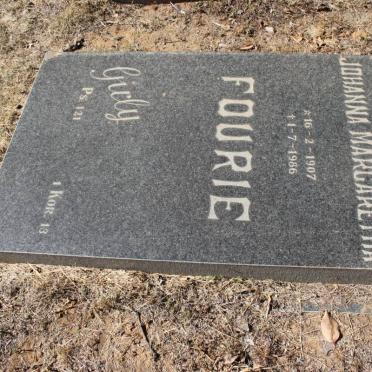 JOHANNA MARGARETHA
☆16-2-1907
†1-7-1986
FOURIE
PS. 121
1 KOR. 13